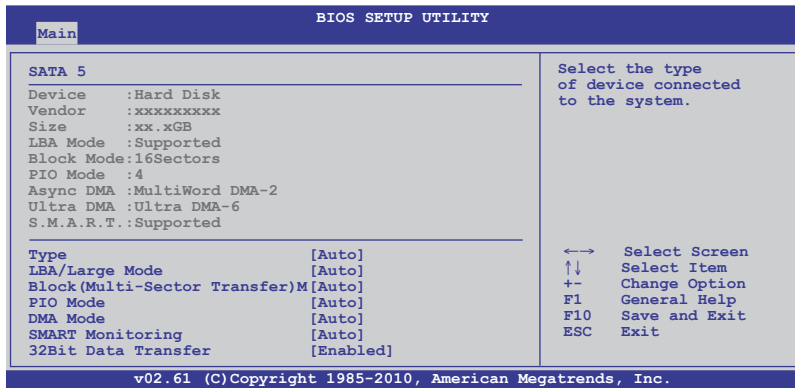 BIOS SETUP UTILITY
Main
SATA 5
Device :Hard Disk
Vendor :xxxxxxxxx
Size :xx.xGB
LBA Mode :Supported
Block Mode:16Sectors
PIO Mode :4
Async DMA :MultiWord DMA-2
Ultra DMA :Ultra DMA-6
S.M.A.R.T.:Supported
Type [Auto]
LBA/Large Mode [Auto]
Block(Multi-Sector Transfer)M[Auto]
PIO Mode [Auto]
DMA Mode [Auto]
SMART Monitoring [Auto]
32Bit Data Transfer [Enabled]
Select the type
of device connected
to the system.
←→ Select Screen
↑↓ Select Item
+- Change Option
F1 General Help
F10 Save and Exit
ESC Exit
v02.61 (C)Copyright 1985-2010, American Megatrends, Inc.